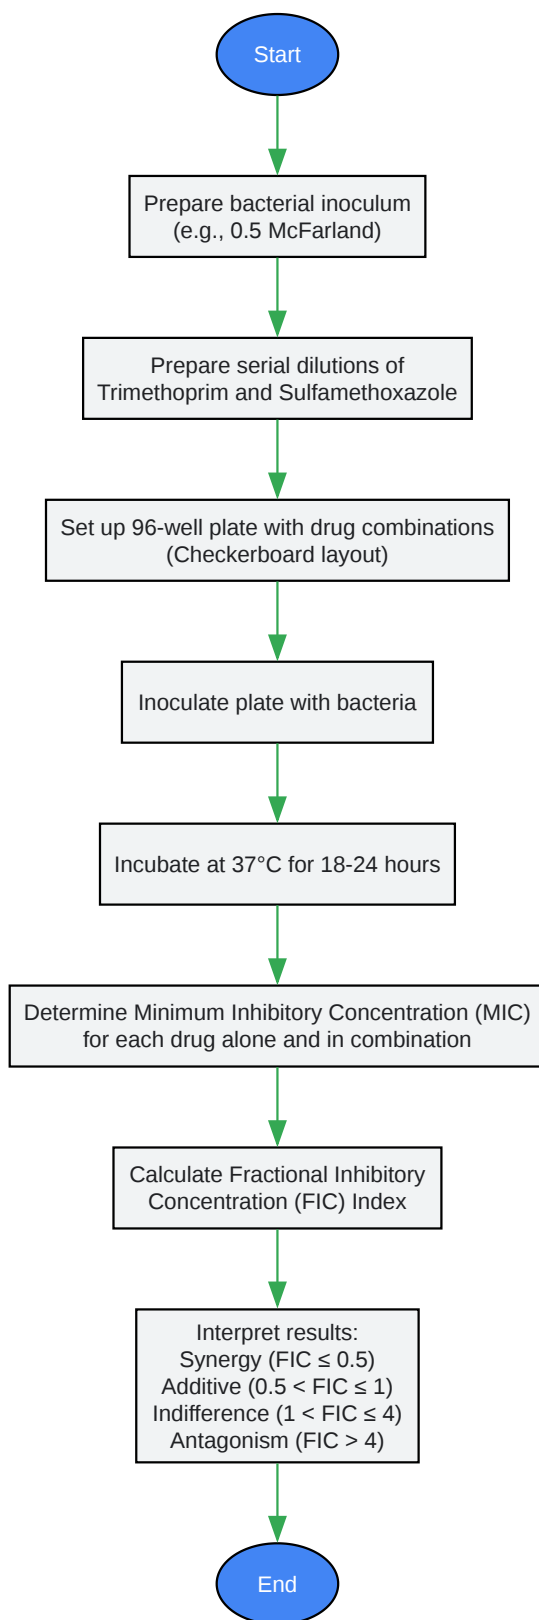 Start
Prepare bacterial inoculum
(e.g., 0.5 McFarland)
Prepare serial dilutions of
Trimethoprim and Sulfamethoxazole
Set up 96-well plate with drug combinations
(Checkerboard layout)
Inoculate plate with bacteria
Incubate at 37°C for 18-24 hours
Determine Minimum Inhibitory Concentration (MIC)
for each drug alone and in combination
Calculate Fractional Inhibitory
Concentration (FIC) Index
Interpret results:
Synergy (FIC ≤ 0.5)
Additive (0.5 < FIC ≤ 1)
Indifference (1 < FIC ≤ 4)
Antagonism (FIC > 4)
End